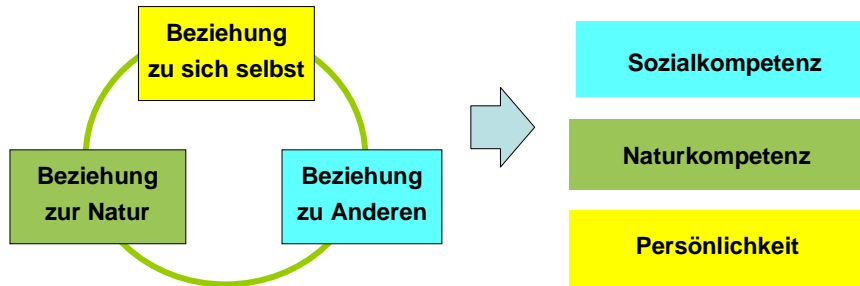 Beziehung
zu sich selbst
Beziehung
zur Natur
Beziehung
zu Anderen
Sozialkompetenz
Naturkompetenz
Persönlichkeit